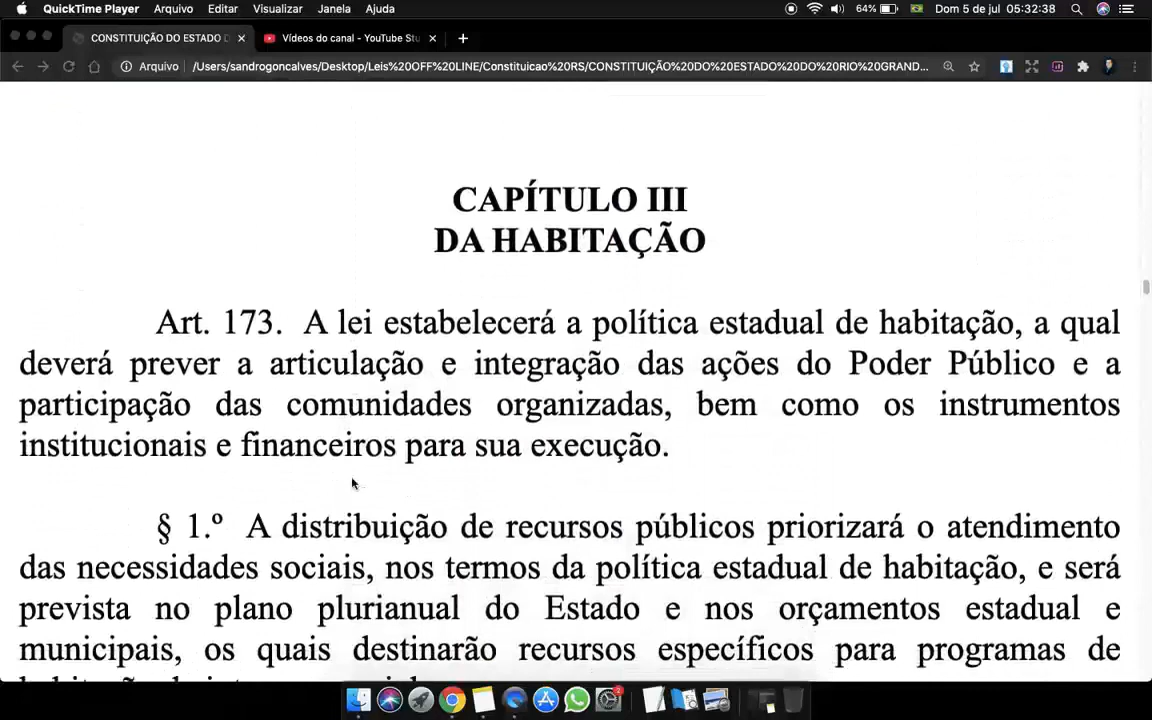 QuickTime Player Arquivo Editar Visualizar Janela Ajuda 64% Dom 5 de jul 05:32:38
CONSTITUIÇÃO DO ESTADO D Vídeos do canal - YouTube Stu
Arquivo /Users/sandrogoncalves/Desktop/Leis%20OFF%20LINE/Constituicao%20RS/CONSTITUIÇÃO%20DO%20ESTADO%20DO%20RIO%20GRAND...
CAPÍTULO III
DA HABITAÇÃO
Art. 173. A lei estabelecerá a política estadual de habitação, a qual
deverá prever a articulação e integração das ações do Poder Público e a
participação das comunidades organizadas, bem como os instrumentos
institucionais e financeiros para sua execução.
§ 1.º A distribuição de recursos públicos priorizará o atendimento
das necessidades sociais, nos termos da política estadual de habitação, e será
prevista no plano plurianual do Estado e nos orçamentos estadual e
municipais, os quais destinarão recursos específicos para programas de